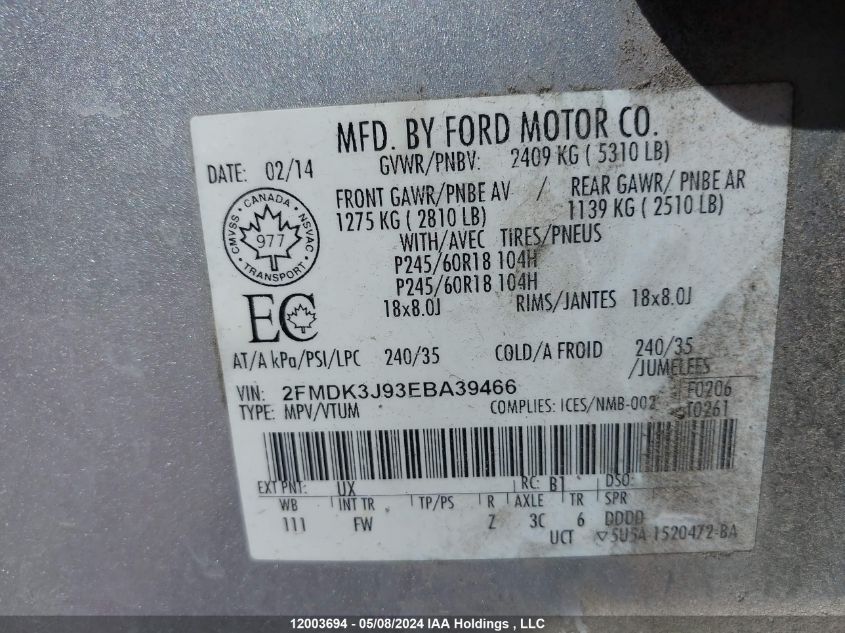 MFD. BY FORD MOTOR CO.
DATE: 02/14 GVWR/PNBV: 2409 KG ( 5310 LB)
FRONT GAWR/PNBE AV / REAR GAWR/ PNBE AR
1275 KG ( 2810 LB) 1139 KG ( 2510 LB)
WITH/AVEC TIRES/PNEUS
P245/60R18 104H
P245/60R18 104H
18x8.0J RIMS/JANTES 18x8.0J
CMVSS · CANADA · NSVAC
977
TRANSPORT
EC
AT/A kPa/PSI/LPC 240/35 COLD/A FROID 240/35
/JUMELEES
VIN: 2FMDK3J93EBA39466 F0206
TYPE: MPV/VTUM COMPLIES: ICES/NMB-002 T0261
EXT PNT: UX RC: B1 DSO:
WB INT TR TP/PS R AXLE TR SPR
111 FW Z 3C 6 DDDD
UCT ▽5U5A-1520472-BA
12003694 - 05/08/2024 IAA Holdings , LLC